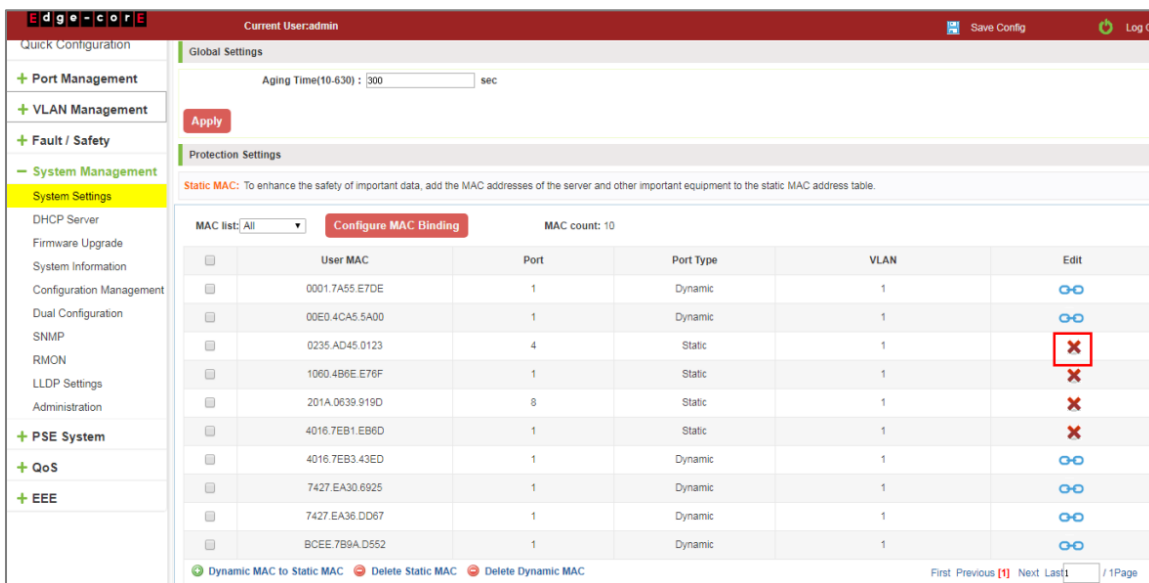 Edge-corE
Current User:admin
Save Config
Log
Quick Configuration
+ Port Management
+ VLAN Management
+ Fault / Safety
− System Management
System Settings
DHCP Server
Firmware Upgrade
System Information
Configuration Management
Dual Configuration
SNMP
RMON
LLDP Settings
Administration
+ PSE System
+ QoS
+ EEE
Global Settings
Aging Time(10-630) : 300 sec
Apply
Protection Settings
Static MAC: To enhance the safety of important data, add the MAC addresses of the server and other important equipment to the static MAC address table.
MAC list: All Configure MAC Binding MAC count: 10
User MAC Port Port Type VLAN Edit
0001.7A55.E7DE 1 Dynamic 1
00E0.4CA5.5A00 1 Dynamic 1
0235.AD45.0123 4 Static 1
1060.4B6E.E76F 1 Static 1
201A.0639.919D 8 Static 1
4016.7EB1.EB6D 1 Static 1
4016.7EB3.43ED 1 Dynamic 1
7427.EA30.6925 1 Dynamic 1
7427.EA36.DD67 1 Dynamic 1
BCEE.7B9A.D552 1 Dynamic 1
Dynamic MAC to Static MAC Delete Static MAC Delete Dynamic MAC
First Previous [1] Next Last 1 / 1Page